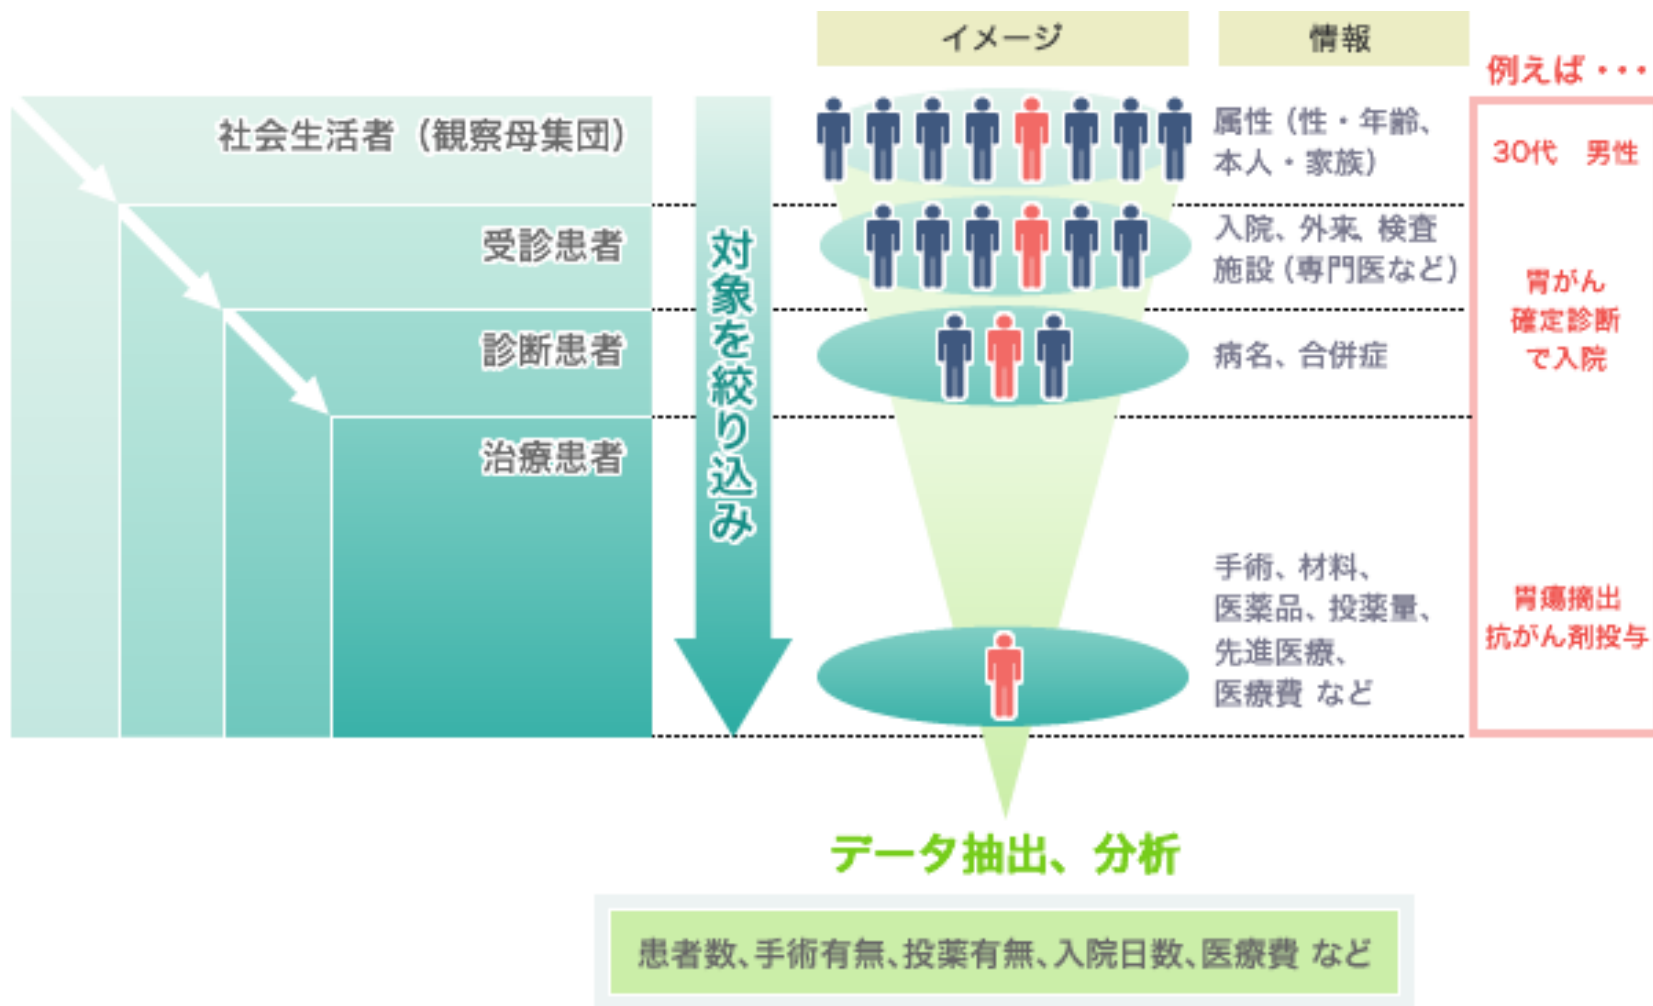 イメージ
情報
例えば・・・
社会生活者（観察母集団）
属性（性・年齢、
本人・家族）
30代　男性
受診患者
入院、外来、検査
施設（専門医など）
胃がん
確定診断
で入院
診断患者
病名、合併症
治療患者
対象を絞り込み
手術、材料、
医薬品、投薬量、
先進医療、
医療費 など
胃瘍摘出
抗がん剤投与
データ抽出、分析
患者数、手術有無、投薬有無、入院日数、医療費 など